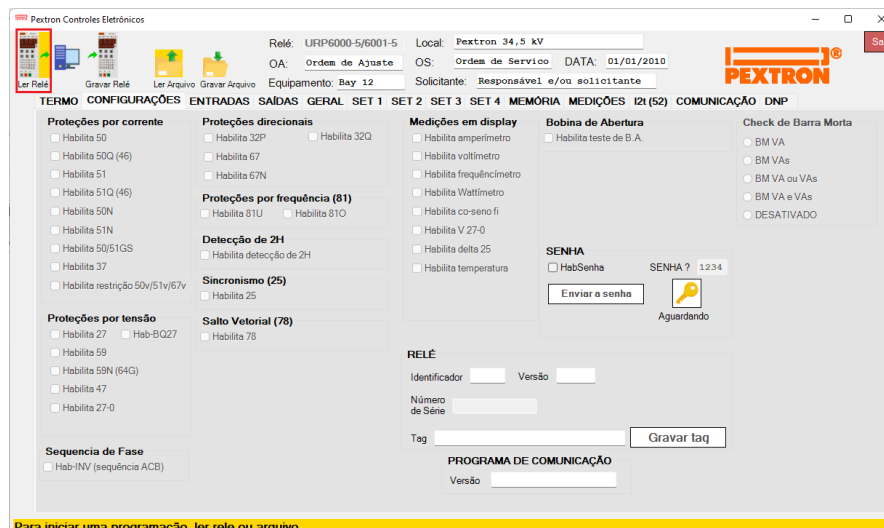 Pextron Controles Eletrônicos
Relé: URP6000-5/6001-5 Local: Pextron 34,5 kV
OA: Ordem de Ajuste OS: Ordem de Servico DATA: 01/01/2010
Equipamento: Bay 12 Solicitante: Responsável e/ou solicitante
PEXTRON
Ler Relé Gravar Relé Ler Arquivo Gravar Arquivo
TERMO CONFIGURAÇÕES ENTRADAS SAÍDAS GERAL SET 1 SET 2 SET 3 SET 4 MEMÓRIA MEDIÇÕES I2t (52) COMUNICAÇÃO DNP
Proteções por corrente
Habilita 50
Habilita 50Q (46)
Habilita 51
Habilita 51Q (46)
Habilita 50N
Habilita 51N
Habilita 50/51GS
Habilita 37
Habilita restrição 50v/51v/67v
Proteções por tensão
Habilita 27 Hab-BQ27
Habilita 59
Habilita 59N (64G)
Habilita 47
Habilita 27-0
Sequencia de Fase
Hab-INV (sequência ACB)
Proteções direcionais
Habilita 32P Habilita 32Q
Habilita 67
Habilita 67N
Proteções por frequência (81)
Habilita 81U Habilita 81O
Detecção de 2H
Habilita detecção de 2H
Sincronismo (25)
Habilita 25
Salto Vetorial (78)
Habilita 78
Medições em display
Habilita amperímetro
Habilita voltímetro
Habilita frequêncímetro
Habilita Wattímetro
Habilita co-seno fi
Habilita V 27-0
Habilita delta 25
Habilita temperatura
Bobina de Abertura
Habilita teste de B.A.
SENHA
HabSenha SENHA ? 1234
Enviar a senha
Aguardando
Check de Barra Morta
BM VA
BM VAs
BM VA ou VAs
BM VA e VAs
DESATIVADO
RELÉ
Identificador Versão
Número
de Série
Tag Gravar tag
PROGRAMA DE COMUNICAÇÃO
Versão
Para iniciar uma programação, ler rele ou arquivo